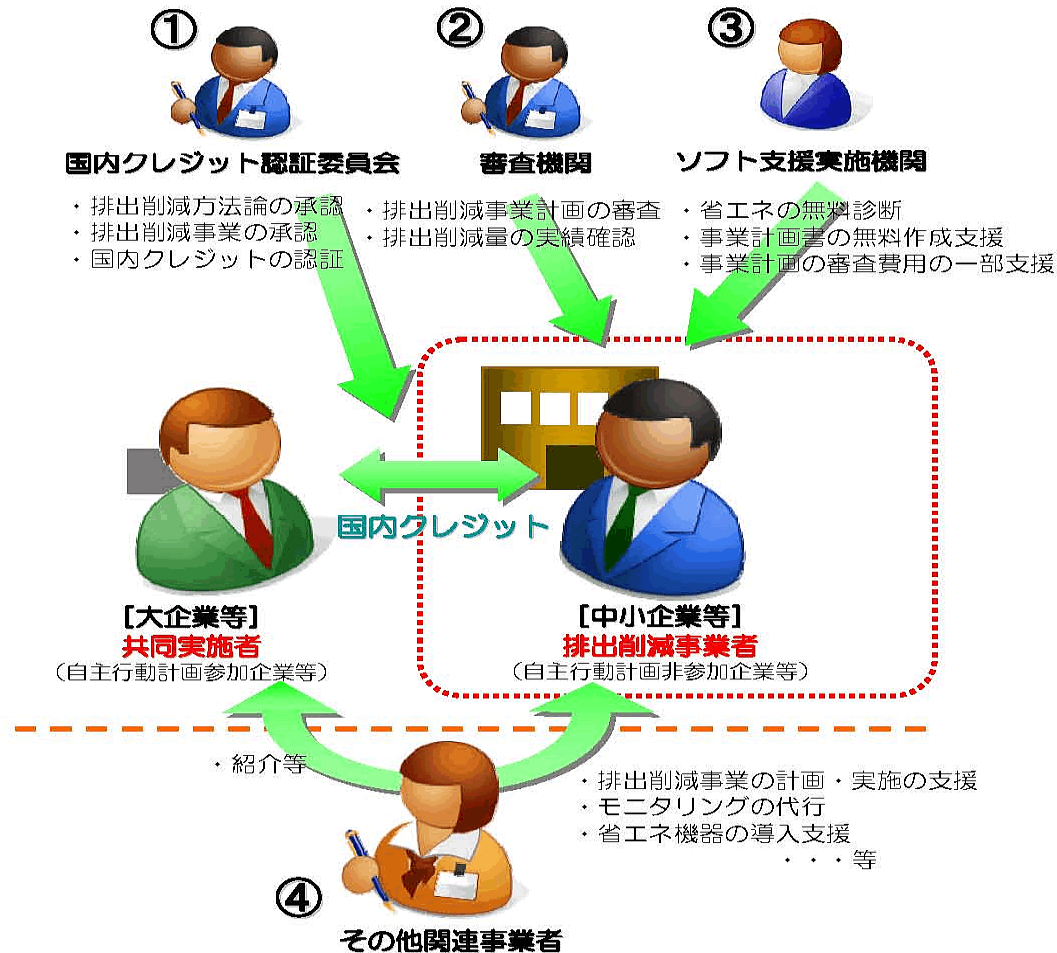 ①
国内クレジット認証委員会
・排出削減方法論の承認
・排出削減事業の承認
・国内クレジットの認証
②
審査機関
・排出削減事業計画の審査
・排出削減量の実績確認
③
ソフト支援実施機関
・省エネの無料診断
・事業計画書の無料作成支援
・事業計画の審査費用の一部支援
国内クレジット
[大企業等]
共同実施者
（自主行動計画参加企業等）
[中小企業等]
排出削減事業者
（自主行動計画非参加企業等）
・紹介等
・排出削減事業の計画・実施の支援
・モニタリングの代行
・省エネ機器の導入支援
・・・等
④
その他関連事業者